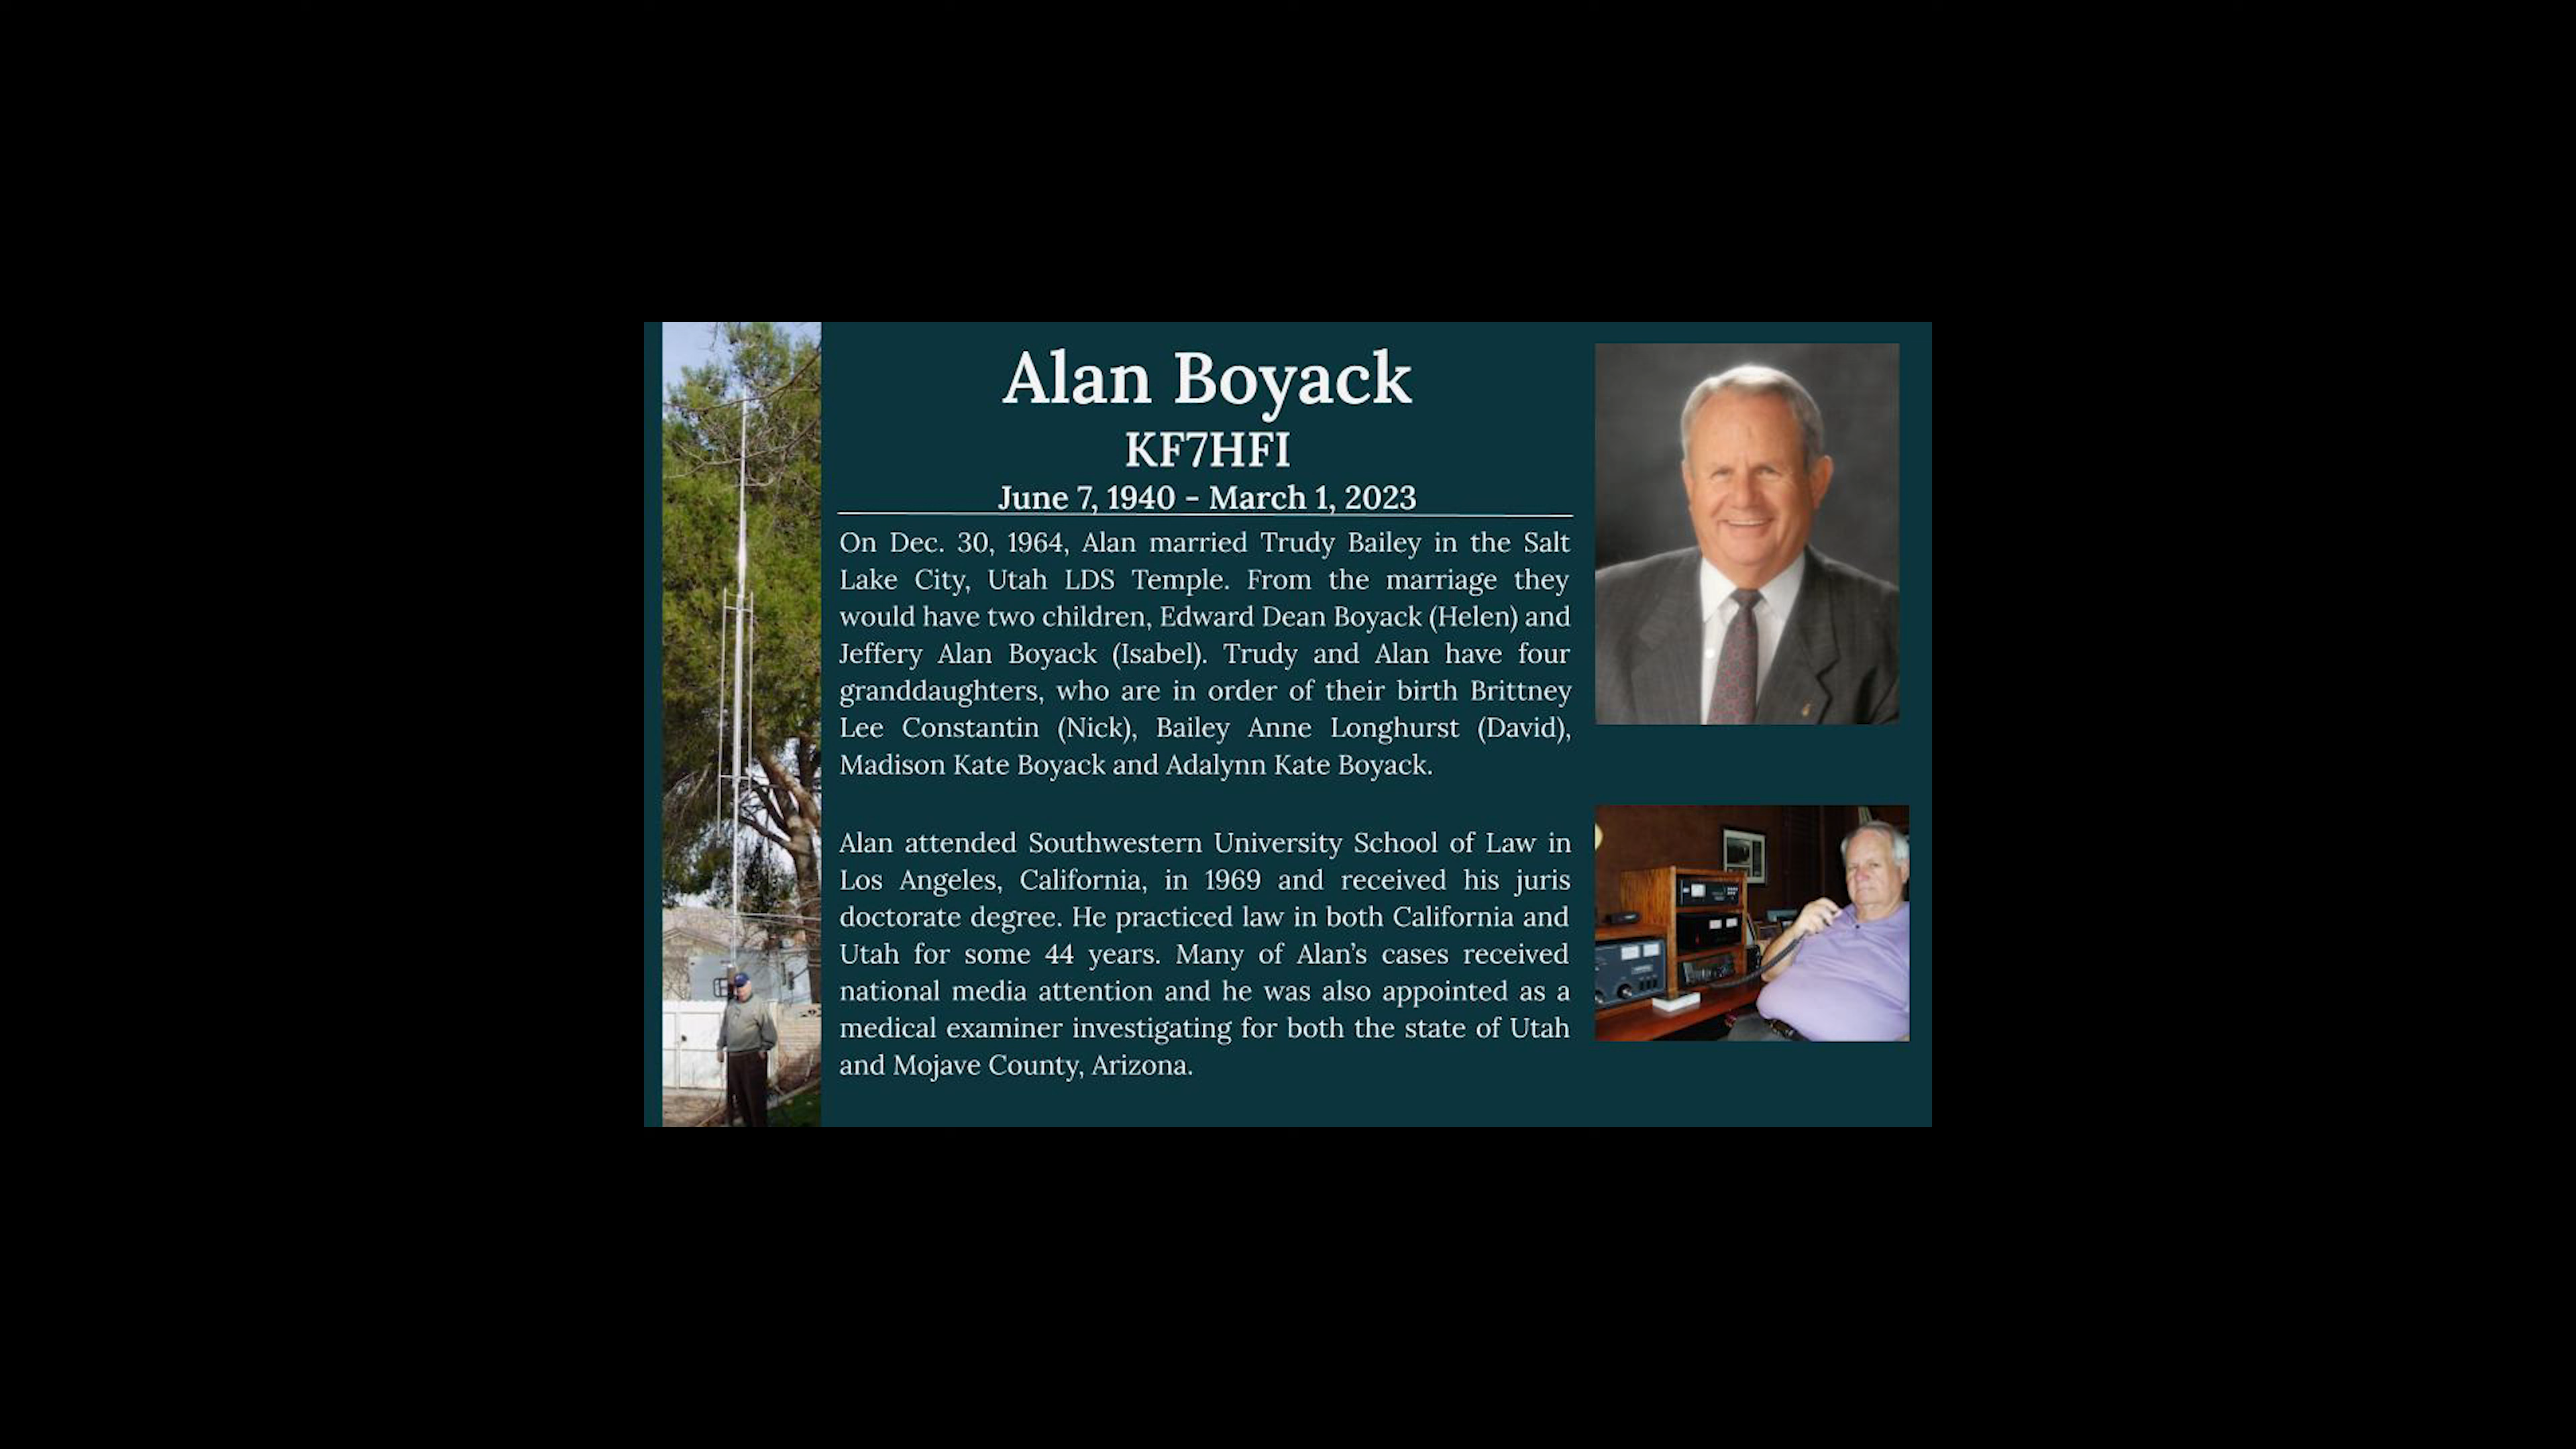 Alan Boyack
KF7HFI
June 7, 1940 - March 1, 2023
On Dec. 30, 1964, Alan married Trudy Bailey in the Salt
Lake City, Utah LDS Temple. From the marriage they
would have two children, Edward Dean Boyack (Helen) and
Jeffery Alan Boyack (Isabel). Trudy and Alan have four
granddaughters, who are in order of their birth Brittney
Lee Constantin (Nick), Bailey Anne Longhurst (David),
Madison Kate Boyack and Adalynn Kate Boyack.
Alan attended Southwestern University School of Law in
Los Angeles, California, in 1969 and received his juris
doctorate degree. He practiced law in both California and
Utah for some 44 years. Many of Alan’s cases received
national media attention and he was also appointed as a
medical examiner investigating for both the state of Utah
and Mojave County, Arizona.